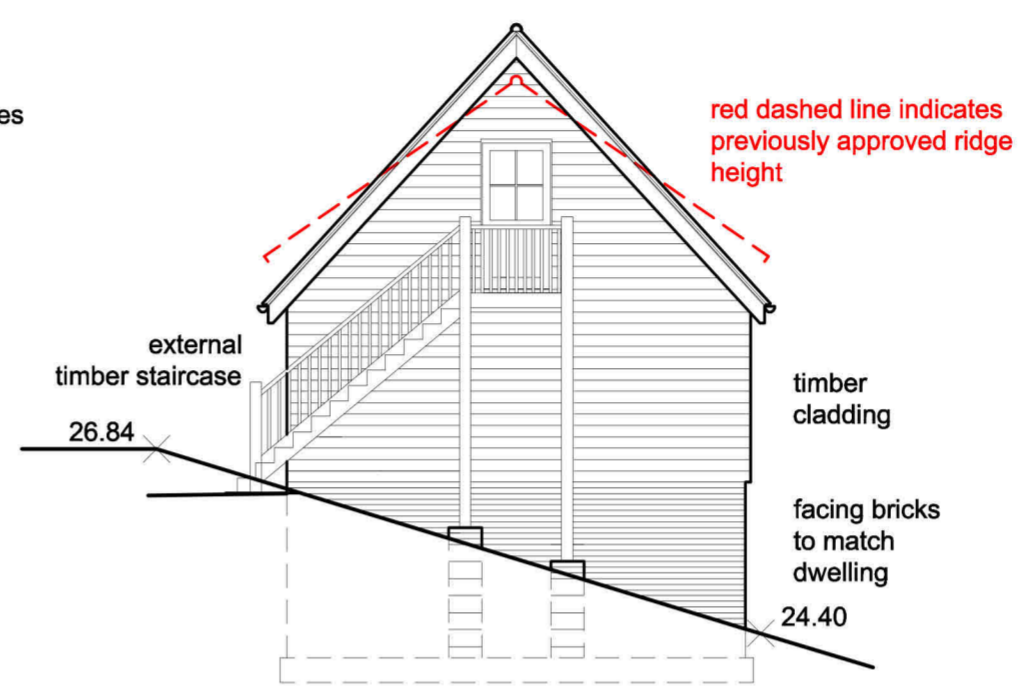 es
red dashed line indicates
previously approved ridge
height
external
timber staircase
26.84
timber
cladding
facing bricks
to match
dwelling
24.40